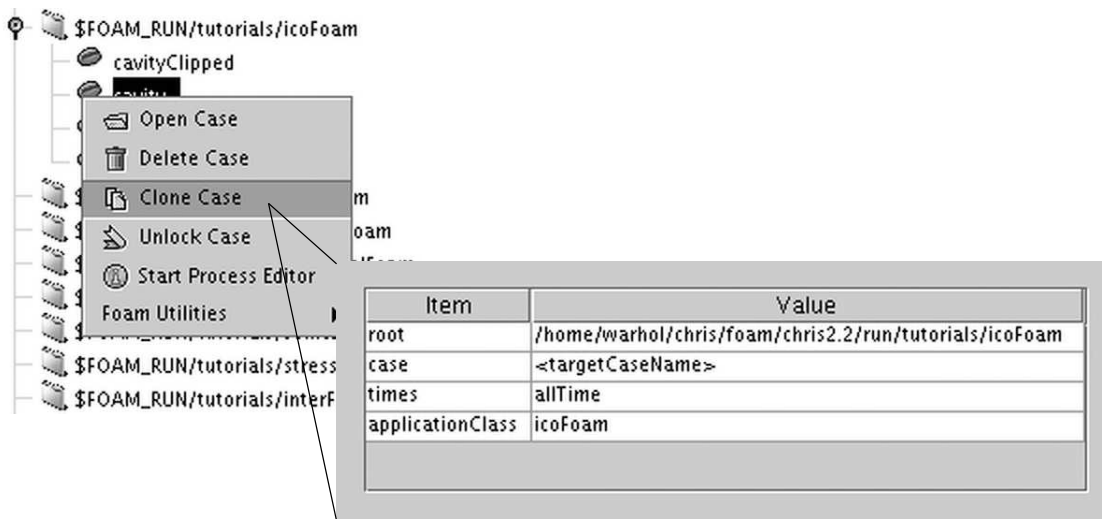 $FOAM_RUN/tutorials/icoFoam
cavityClipped
cavity
Open Case
Delete Case
Clone Case
Unlock Case
Start Process Editor
Foam Utilities
$FOAM_RUN/tutorials/stress
$FOAM_RUN/tutorials/interF
Item Value
root /home/warhol/chris/foam/chris2.2/run/tutorials/icoFoam
case <targetCaseName>
times allTime
applicationClass icoFoam